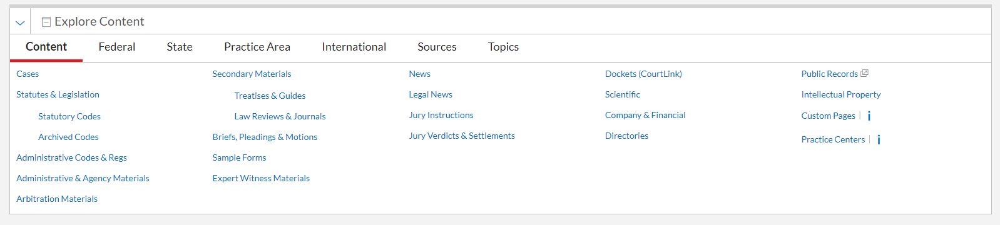 Explore Content
Content Federal State Practice Area International Sources Topics
Cases
Statutes & Legislation
Statutory Codes
Archived Codes
Administrative Codes & Regs
Administrative & Agency Materials
Arbitration Materials
Secondary Materials
Treatises & Guides
Law Reviews & Journals
Briefs, Pleadings & Motions
Sample Forms
Expert Witness Materials
News
Legal News
Jury Instructions
Jury Verdicts & Settlements
Dockets (CourtLink)
Scientific
Company & Financial
Directories
Public Records
Intellectual Property
Custom Pages | i
Practice Centers | i